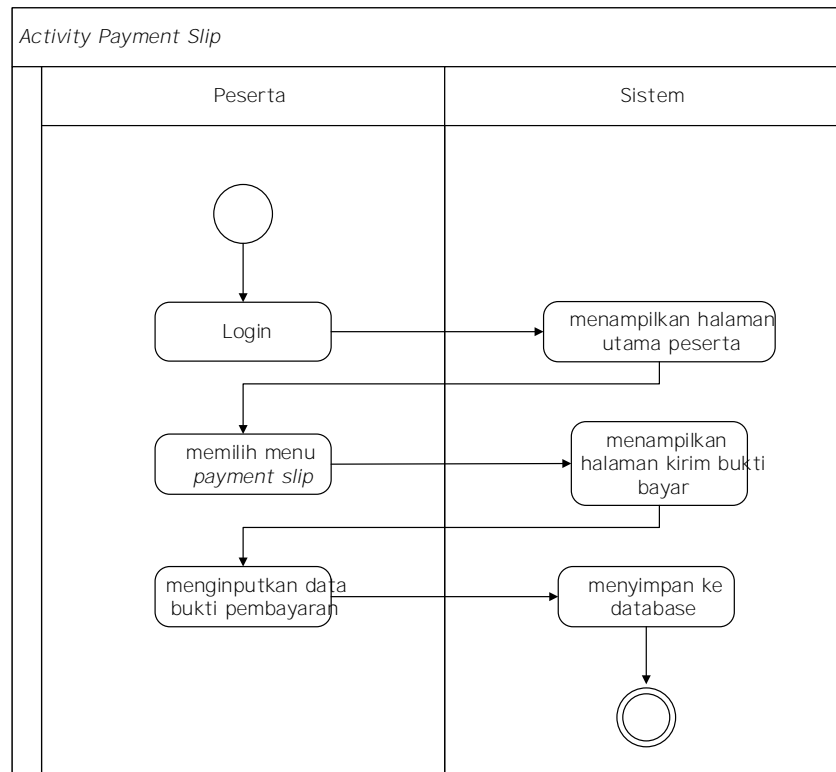 Activity Payment Slip
Peserta
Sistem
Login
menampilkan halaman
utama peserta
memilih menu
payment slip
menampilkan
halaman kirim bukti
bayar
menginputkan data
bukti pembayaran
menyimpan ke
database